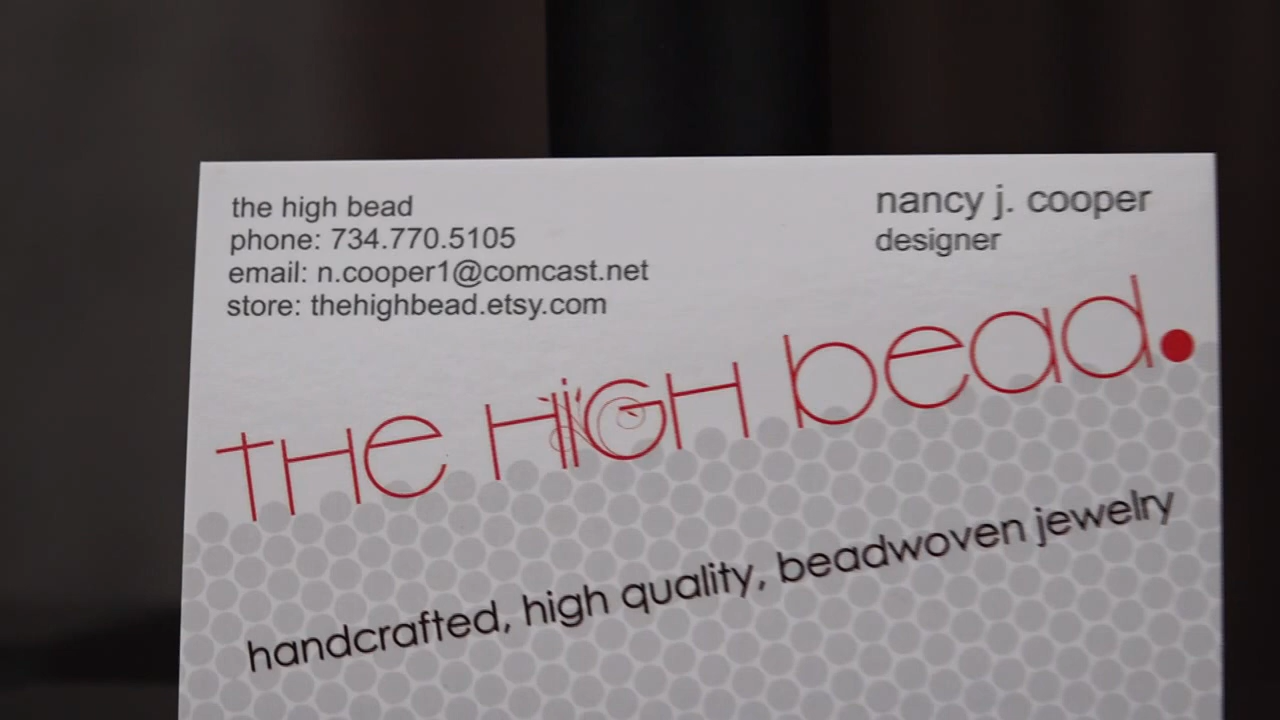 the high bead
phone: 734.770.5105
email: n.cooper1@comcast.net
store: thehighbead.etsy.com
nancy j. cooper
designer
THe HiGH bead.
handcrafted, high quality, beadwoven jewelry